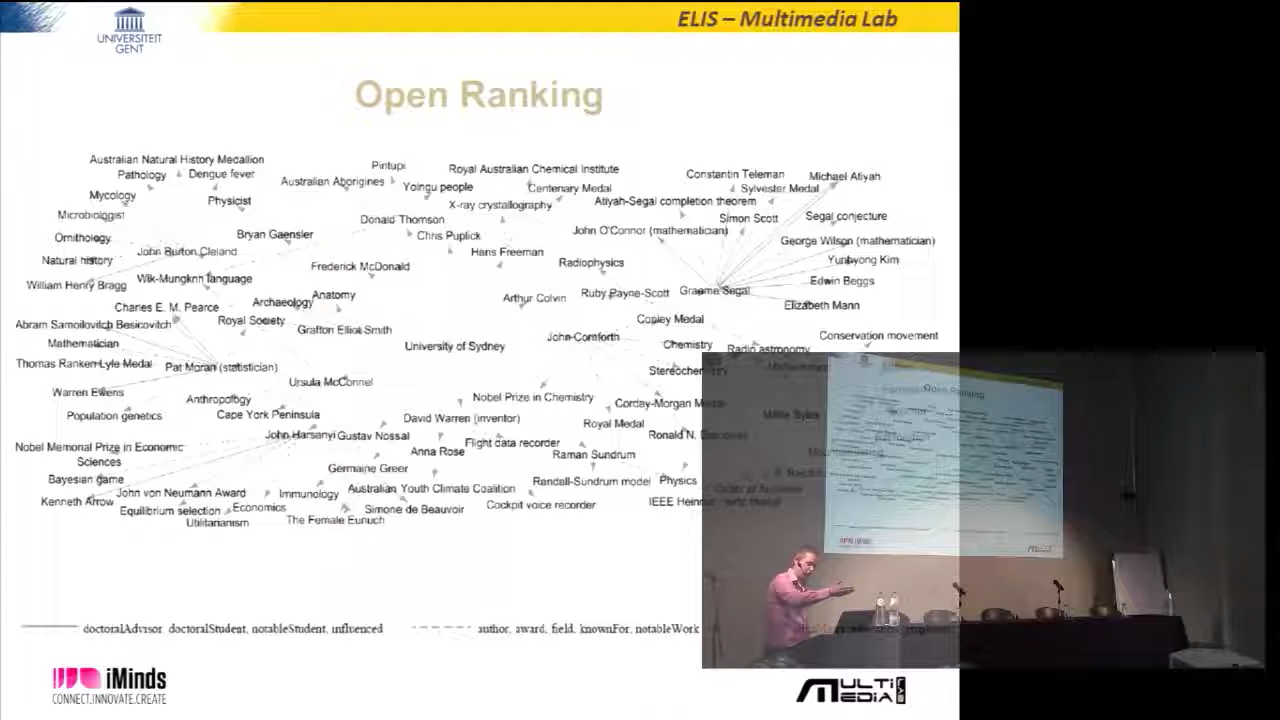 ELIS – Multimedia Lab
UNIVERSITEIT
GENT
Open Ranking
Australian Natural History Medallion
Pintupi
Royal Australian Chemical Institute
Pathology
Dengue fever
Australian Aborigines
Yolngu people
Centenary Medal
Constantin Teleman
Michael Atiyah
Sylvester Medal
Mycology
Physicist
X-ray crystallography
Atiyah-Segal completion theorem
Microbiologist
Donald Thomson
Simon Scott
Segal conjecture
Ornithology
Bryan Gaensler
Chris Puplick
John O'Connor (mathematician)
George Wilson (mathematician)
John Burton Cleland
Hans Freeman
Natural history
Frederick McDonald
Radiophysics
Yunhyong Kim
William Henry Bragg
Wik-Mungknh language
Edwin Beggs
Charles E. M. Pearce
Archaeology
Anatomy
Arthur Colvin
Ruby Payne-Scott
Graeme Segal
Elizabeth Mann
Abram Samoilovitch Besicovitch
Royal Society
Grafton Elliot Smith
Copley Medal
Mathematician
University of Sydney
John Cornforth
Chemistry
Radio astronomy
Conservation movement
Thomas Ranken Lyle Medal
Pat Moran (statistician)
Ursula McConnel
Warren Ewens
Anthropology
Nobel Prize in Chemistry
Population genetics
Cape York Peninsula
David Warren (inventor)
Royal Medal
John Harsanyi
Gustav Nossal
Ronald N.
Nobel Memorial Prize in Economic
Sciences
Anna Rose
Flight data recorder
Raman Sundrum
Bayesian game
Germaine Greer
Randall-Sundrum model
Physics
Kenneth Arrow
John von Neumann Award
Immunology
Australian Youth Climate Coalition
Equilibrium selection
Economics
Simone de Beauvoir
Cockpit voice recorder
IEEE
Utilitarianism
The Female Eunuch
doctoralAdvisor, doctoralStudent, notableStudent, influenced
author, award, field, knownFor, notableWork
iMinds
CONNECT.INNOVATE.CREATE
MULTI
MEDIA
LAB